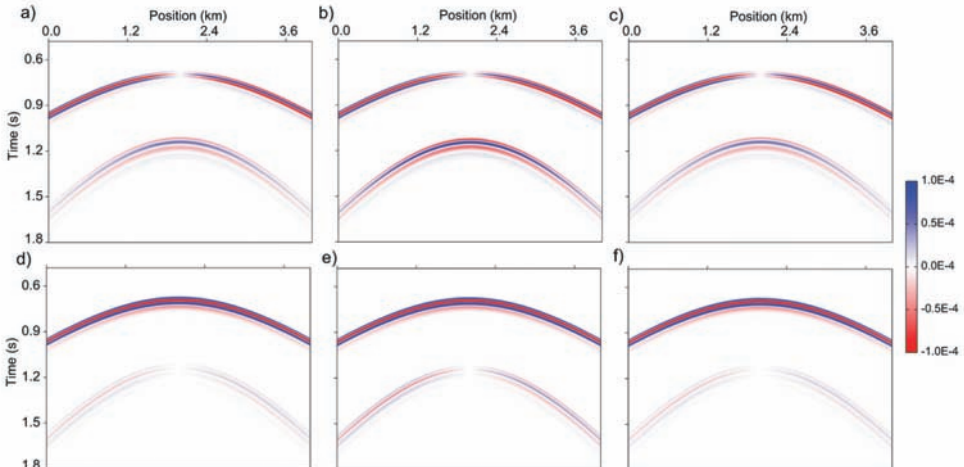 a) b) c)
Position (km) Position (km) Position (km)
0.0 1.2 2.4 3.6 0.0 1.2 2.4 3.6 0.0 1.2 2.4 3.6
0.6
0.9
1.2
1.5
1.8
Time (s)
1.0E-4
0.5E-4
0.0E-4
-0.5E-4
-1.0E-4
d) e) f)
0.6
0.9
1.2
1.5
1.8
Time (s)